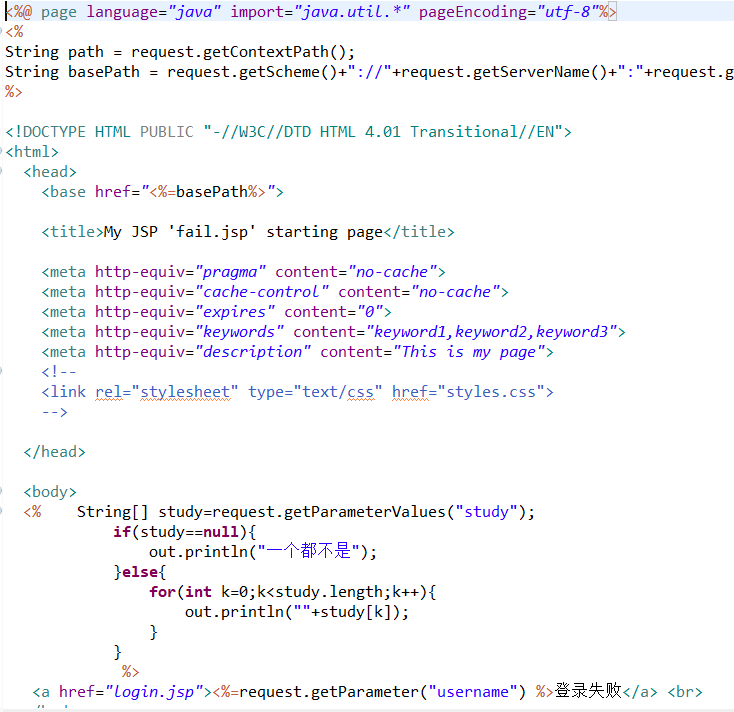 <%@ page language="java" import="java.util.*" pageEncoding="utf-8"%>
<%
String path = request.getContextPath();
String basePath = request.getScheme()+"://"+request.getServerName()+":"+request.g
%>
<!DOCTYPE HTML PUBLIC "-//W3C//DTD HTML 4.01 Transitional//EN">
<html>
<head>
<base href="<%=basePath%>">
<title>My JSP 'fail.jsp' starting page</title>
<meta http-equiv="pragma" content="no-cache">
<meta http-equiv="cache-control" content="no-cache">
<meta http-equiv="expires" content="0">
<meta http-equiv="keywords" content="keyword1,keyword2,keyword3">
<meta http-equiv="description" content="This is my page">
<!--
<link rel="stylesheet" type="text/css" href="styles.css">
-->
</head>
<body>
<% String[] study=request.getParameterValues("study");
if(study==null){
out.println("一个都不是");
}else{
for(int k=0;k<study.length;k++){
out.println(""+study[k]);
}
}
%>
<a href="login.jsp"><%=request.getParameter("username") %>登录失败</a> <br>